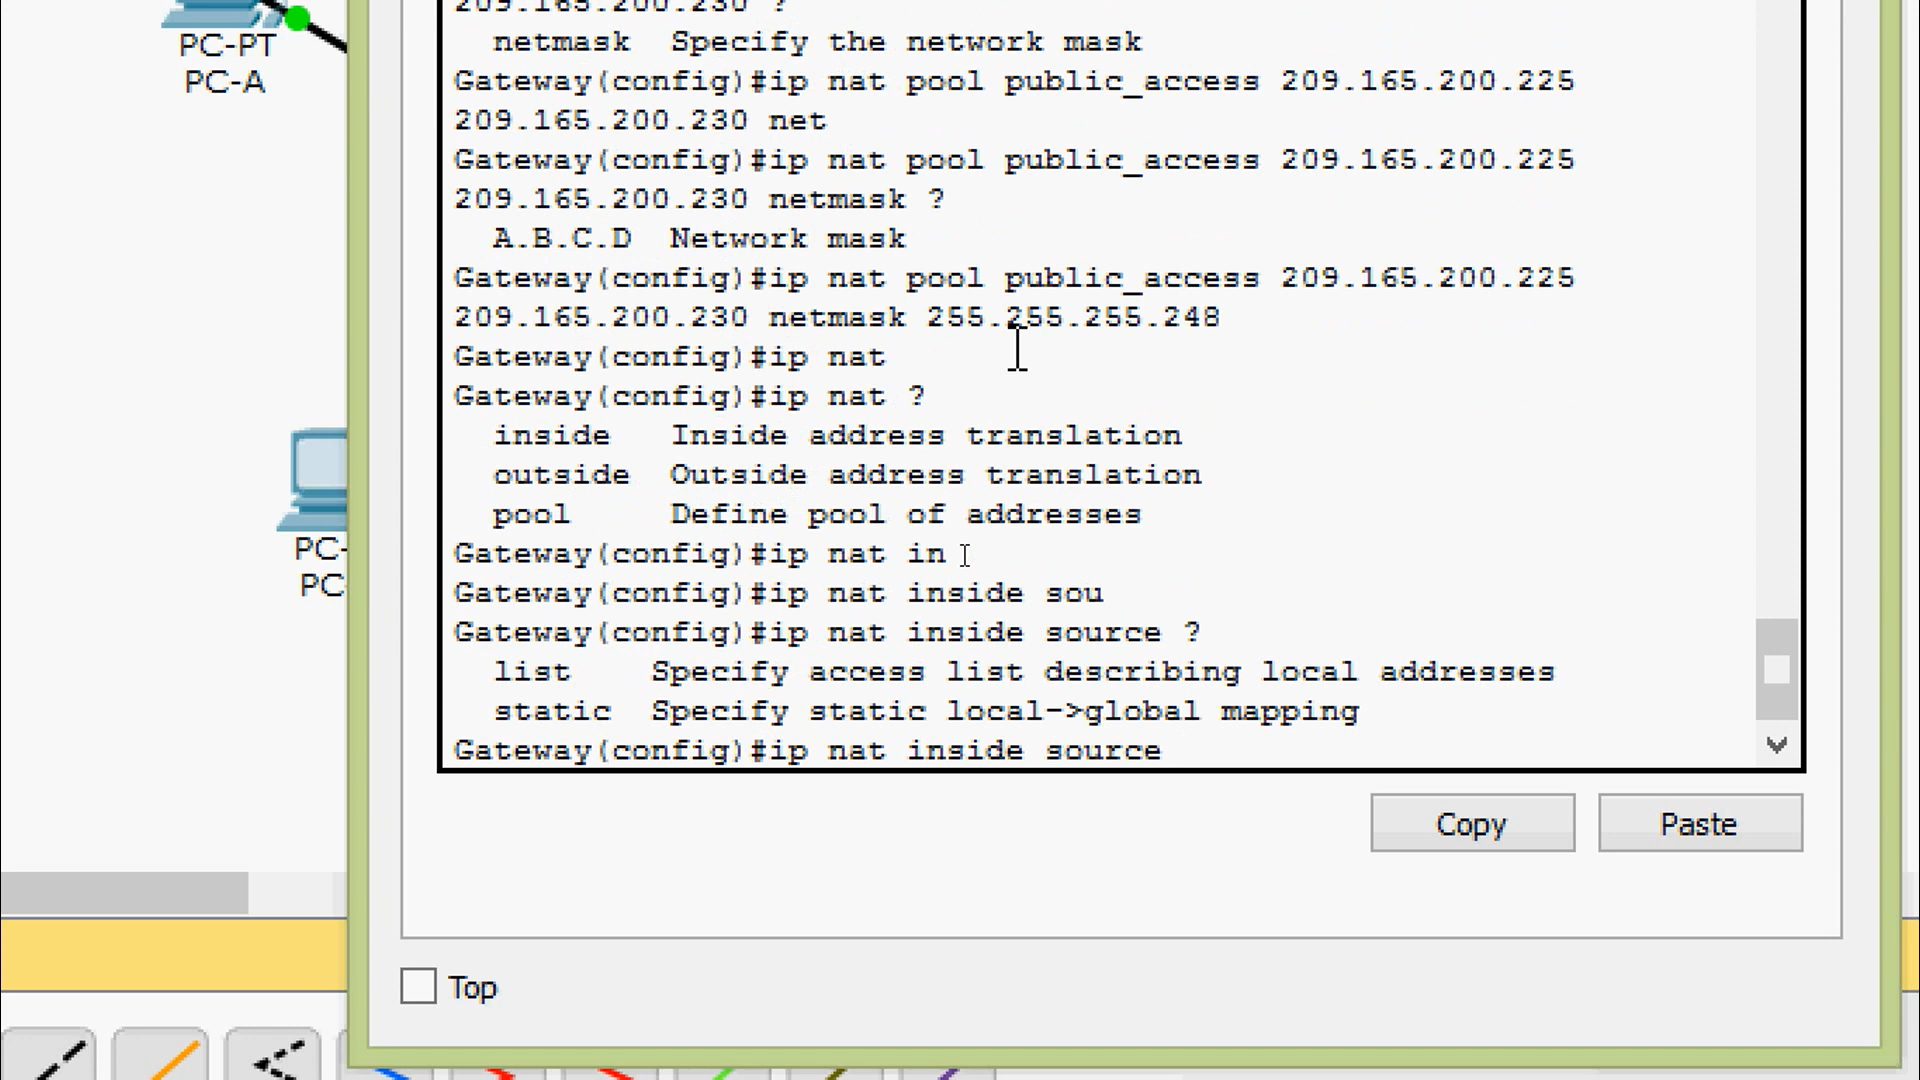 209.165.200.230 ?
netmask  Specify the network mask
Gateway(config)#ip nat pool public_access 209.165.200.225
209.165.200.230 net
Gateway(config)#ip nat pool public_access 209.165.200.225
209.165.200.230 netmask ?
A.B.C.D  Network mask
Gateway(config)#ip nat pool public_access 209.165.200.225
209.165.200.230 netmask 255.255.255.248
Gateway(config)#ip nat
Gateway(config)#ip nat ?
inside   Inside address translation
outside  Outside address translation
pool     Define pool of addresses
Gateway(config)#ip nat in
Gateway(config)#ip nat inside sou
Gateway(config)#ip nat inside source ?
list    Specify access list describing local addresses
static  Specify static local->global mapping
Gateway(config)#ip nat inside source
PC-PT
PC-A
PC-
PC
Copy
Paste
Top